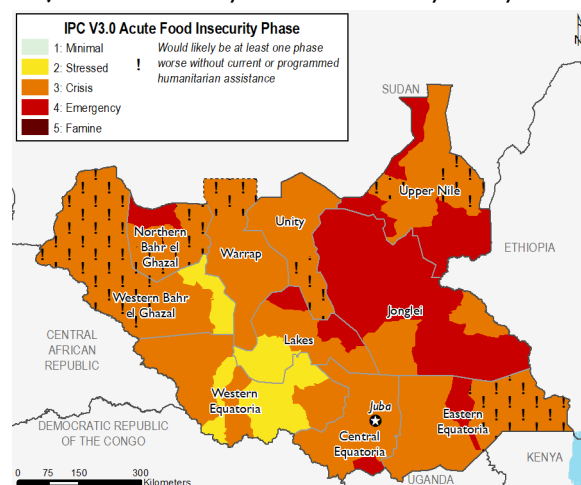 IPC V3.0 Acute Food Insecurity Phase
1: Minimal
2: Stressed
3: Crisis
4: Emergency
5: Famine
! Would likely be at least one phase
worse without current or programmed
humanitarian assistance
SUDAN
N
Upper Nile
Unity
Northern
Bahr el
Ghazal
Warrap
ETHIOPIA
Western Bahr
el Ghazal
Jonglei
Lakes
CENTRAL
AFRICAN
REPUBLIC
Western
Equatoria
Juba
Eastern
Equatoria
DEMOCRATIC REPUBLIC
OF THE CONGO
Central
Equatoria
KENYA
UGANDA
0 75 150 300
Kilometers